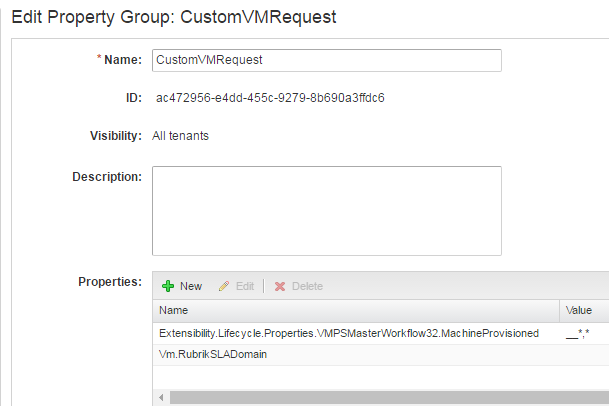 Edit Property Group: CustomVMRequest
* Name: CustomVMRequest
ID: ac472956-e4dd-455c-9279-8b690a3ffdc6
Visibility: All tenants
Description:
Properties: New Edit Delete
Name Value
Extensibility.Lifecycle.Properties.VMPSMasterWorkflow32.MachineProvisioned __*,*
Vm.RubrikSLADomain